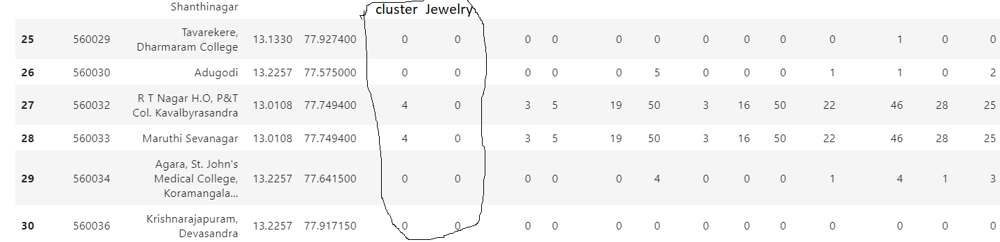 Shanthinagar
cluster Jewelry
25 560029 Tavarekere, Dharmaram College 13.1330 77.927400 0 0 0 0 0 0 0 0 0 0 1 0 0
26 560030 Adugodi 13.2257 77.575000 0 0 0 0 0 5 0 0 0 1 1 0 2
27 560032 R T Nagar H.O, P&T Col. Kavalbyrasandra 13.0108 77.749400 4 0 3 5 19 50 3 16 50 22 46 28 25
28 560033 Maruthi Sevanagar 13.0108 77.749400 4 0 3 5 19 50 3 16 50 22 46 28 25
29 560034 Agara, St. John's Medical College, Koramangala... 13.2257 77.641500 0 0 0 0 0 4 0 0 0 1 4 1 3
30 560036 Krishnarajapuram, Devasandra 13.2257 77.917150 0 0 0 0 0 0 0 0 0 0 0 0 0